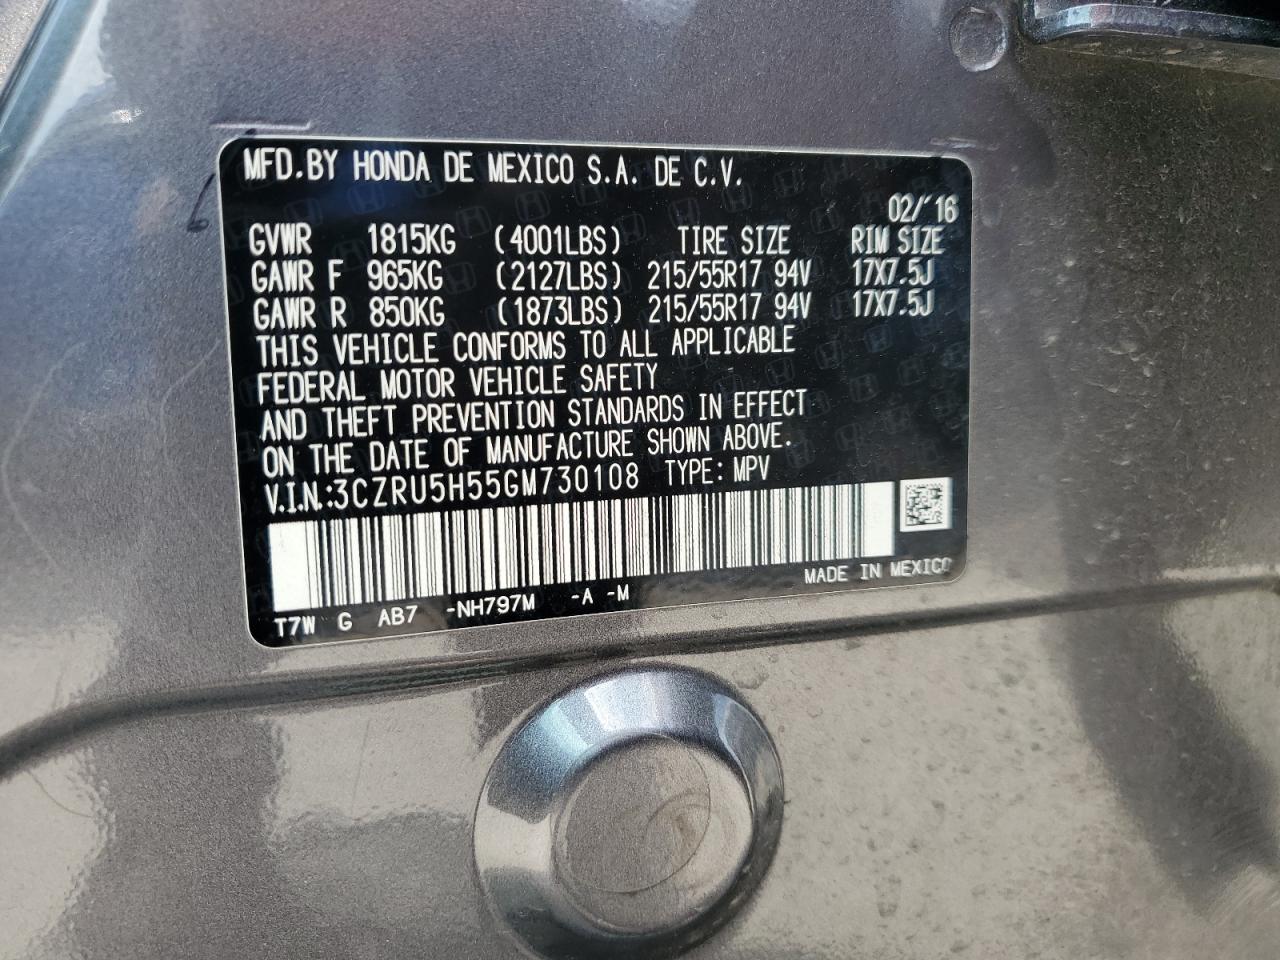 MFD.BY HONDA DE MEXICO S.A. DE C.V.
02/'16
GVWR 1815KG (4001LBS) TIRE SIZE RIM SIZE
GAWR F 965KG (2127LBS) 215/55R17 94V 17X7.5J
GAWR R 850KG (1873LBS) 215/55R17 94V 17X7.5J
THIS VEHICLE CONFORMS TO ALL APPLICABLE
FEDERAL MOTOR VEHICLE SAFETY
AND THEFT PREVENTION STANDARDS IN EFFECT
ON THE DATE OF MANUFACTURE SHOWN ABOVE.
V.I.N.:3CZRU5H55GM730108 TYPE: MPV
MADE IN MEXICO
T7W G AB7 -NH797M -A -M